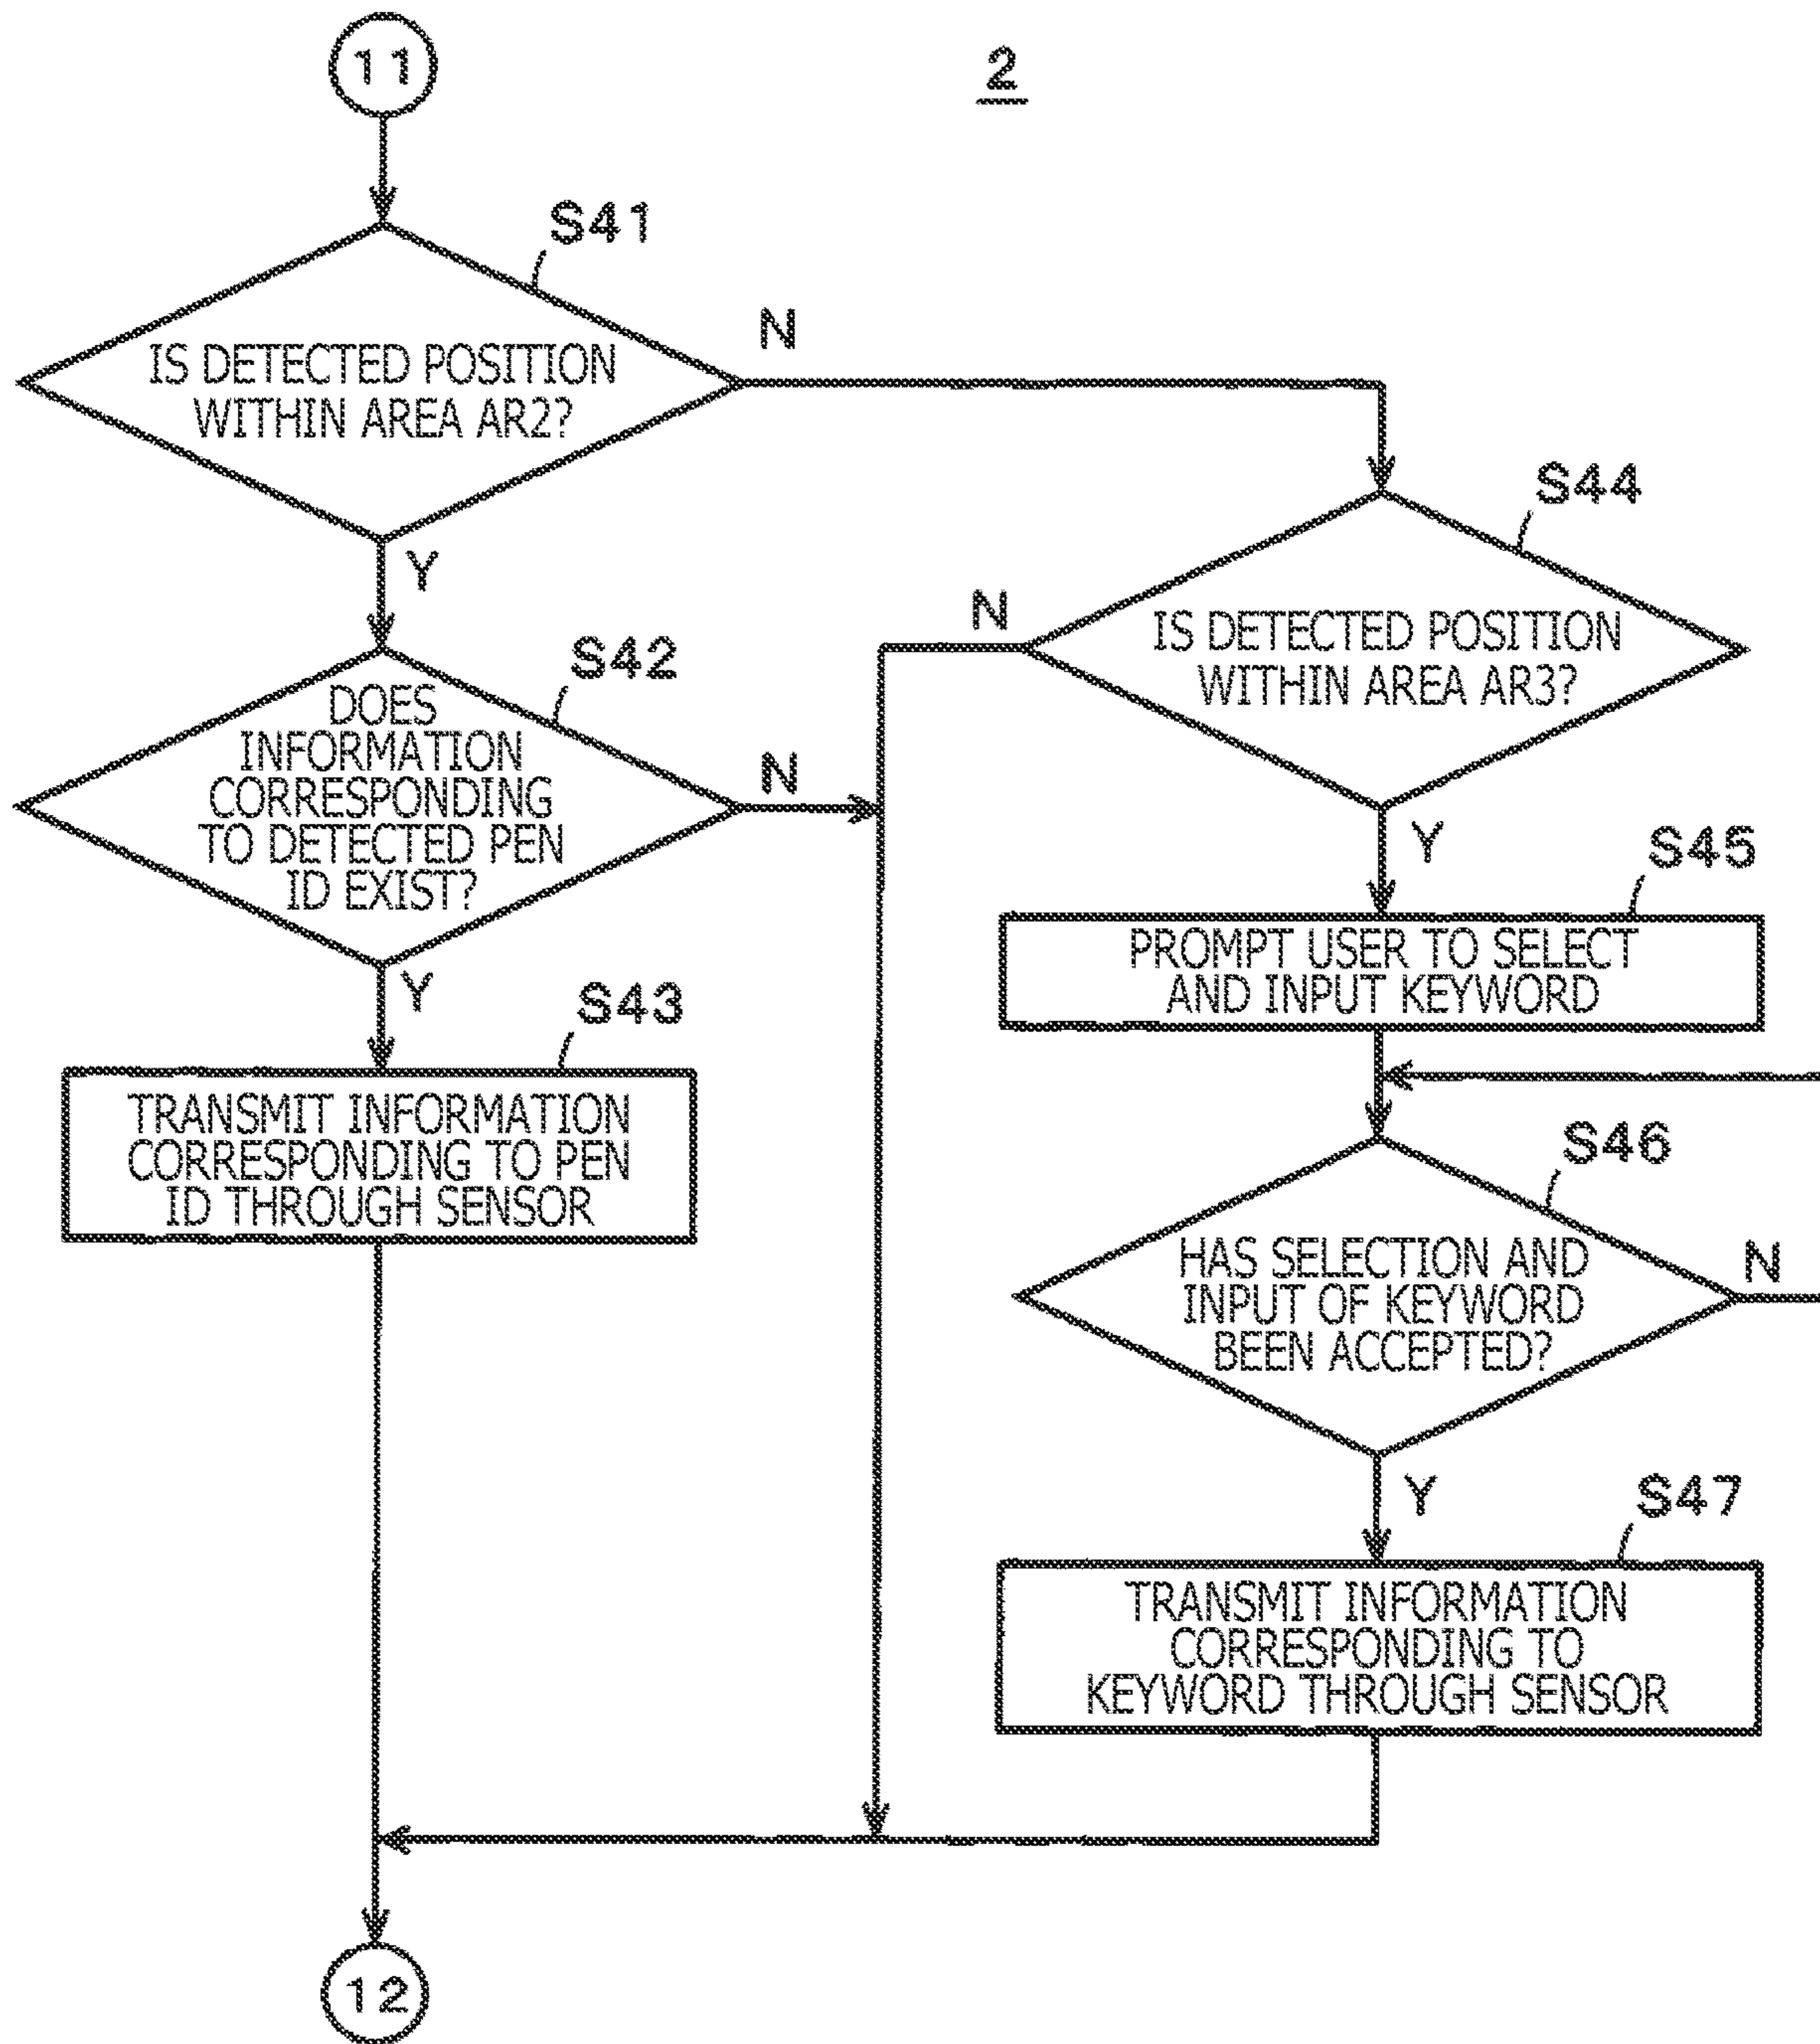 11
2
S41
IS DETECTED POSITION
WITHIN AREA AR2?
N
Y
S44
IS DETECTED POSITION
WITHIN AREA AR3?
N
Y
S42
DOES
INFORMATION
CORRESPONDING
TO DETECTED PEN
ID EXIST?
N
Y
S45
PROMPT USER TO SELECT
AND INPUT KEYWORD
S43
TRANSMIT INFORMATION
CORRESPONDING TO PEN
ID THROUGH SENSOR
S46
HAS SELECTION AND
INPUT OF KEYWORD
BEEN ACCEPTED?
N
Y
S47
TRANSMIT INFORMATION
CORRESPONDING TO
KEYWORD THROUGH SENSOR
12